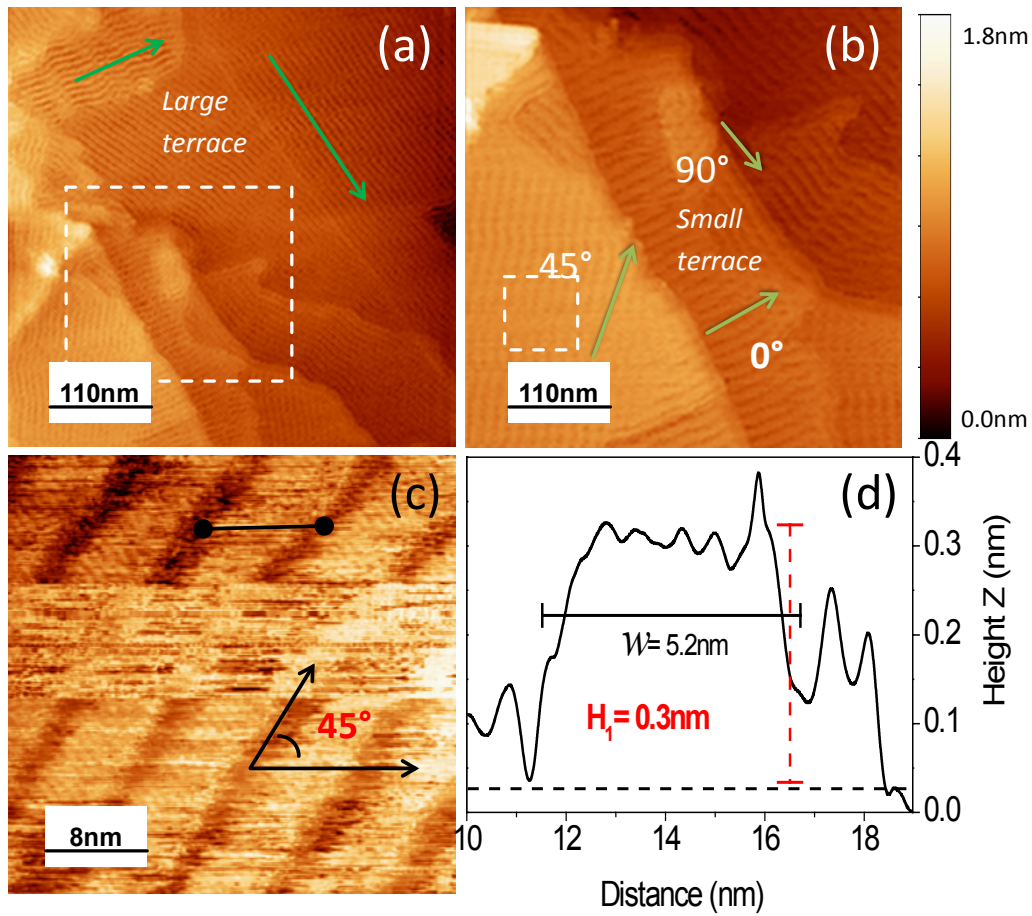 (a)
Large
terrace
110nm
(b)
90°
Small
terrace
45°
0°
110nm
1.8nm
0.0nm
(c)
45°
8nm
(d)
W= 5.2nm
H₁= 0.3nm
0.4
0.3
0.2
0.1
0.0
Height Z (nm)
10 12 14 16 18
Distance (nm)